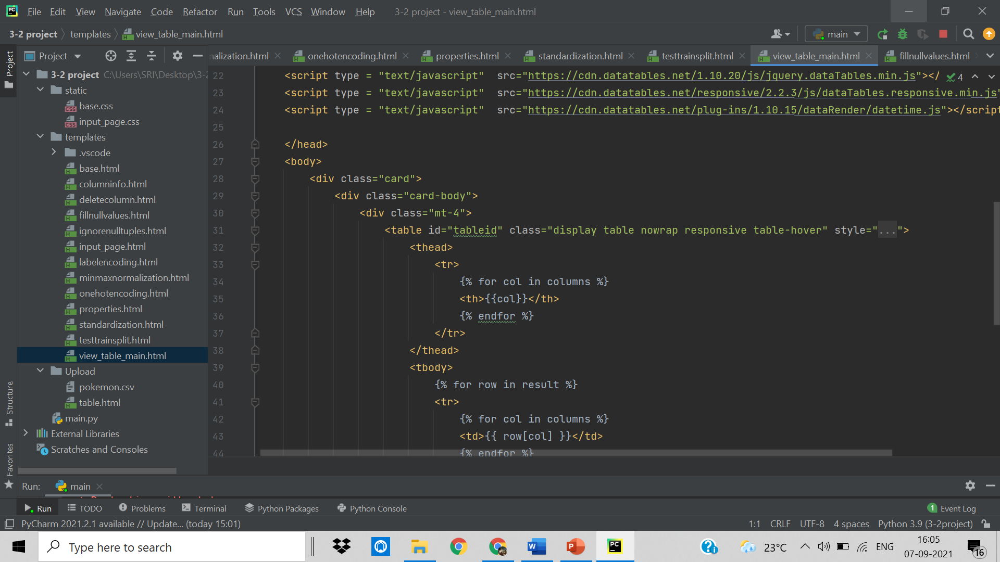 File Edit View Navigate Code Refactor Run Tools VCS Window Help 3-2 project - view_table_main.html
3-2 project templates view_table_main.html main
Project
Project
nalization.html onehotencoding.html properties.html standardization.html testtrainsplit.html view_table_main.html fillnullvalues.html
3-2 project C:\Users\SRI\Desktop\3-2
static
base.css
input_page.css
templates
.vscode
base.html
columninfo.html
deletecolumn.html
fillnullvalues.html
ignorenulltuples.html
input_page.html
labelencoding.html
minmaxnormalization.html
onehotencoding.html
properties.html
standardization.html
testtrainsplit.html
view_table_main.html
Upload
pokemon.csv
table.html
main.py
External Libraries
Scratches and Consoles
Structure
Favorites
22 <script type = "text/javascript" src="https://cdn.datatables.net/1.10.20/js/jquery.dataTables.min.js"></ 4
23 <script type = "text/javascript" src="https://cdn.datatables.net/responsive/2.2.3/js/dataTables.responsive.min.js"
24 <script type = "text/javascript" src="https://cdn.datatables.net/plug-ins/1.10.15/dataRender/datetime.js"></script
25
26 </head>
27 <body>
28 <div class="card">
29 <div class="card-body">
30 <div class="mt-4">
31 <table id="tableid" class="display table nowrap responsive table-hover" style="...">
32 <thead>
33 <tr>
34 {% for col in columns %}
35 <th>{{col}}</th>
36 {% endfor %}
37 </tr>
38 </thead>
39 <tbody>
40 {% for row in result %}
41 <tr>
42 {% for col in columns %}
43 <td>{{ row[col] }}</td>
44 {% endfor %}
Run: main
Run TODO Problems Terminal Python Packages Python Console 1 Event Log
PyCharm 2021.2.1 available // Update... (today 15:01) 1:1 CRLF UTF-8 4 spaces Python 3.9 (3-2project)
Type here to search
23°C ENG 16:05
07-09-2021
16